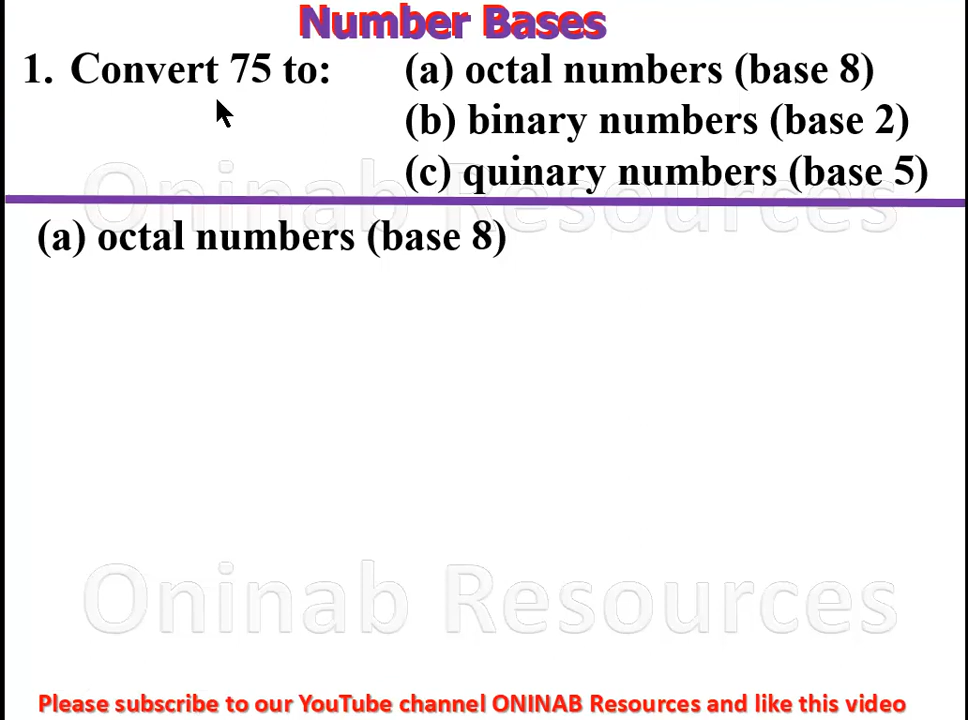 Number Bases
1. Convert 75 to: (a) octal numbers (base 8)
(b) binary numbers (base 2)
(c) quinary numbers (base 5)
Oninab Resources
(a) octal numbers (base 8)
Oninab Resources
Please subscribe to our YouTube channel ONINAB Resources and like this video